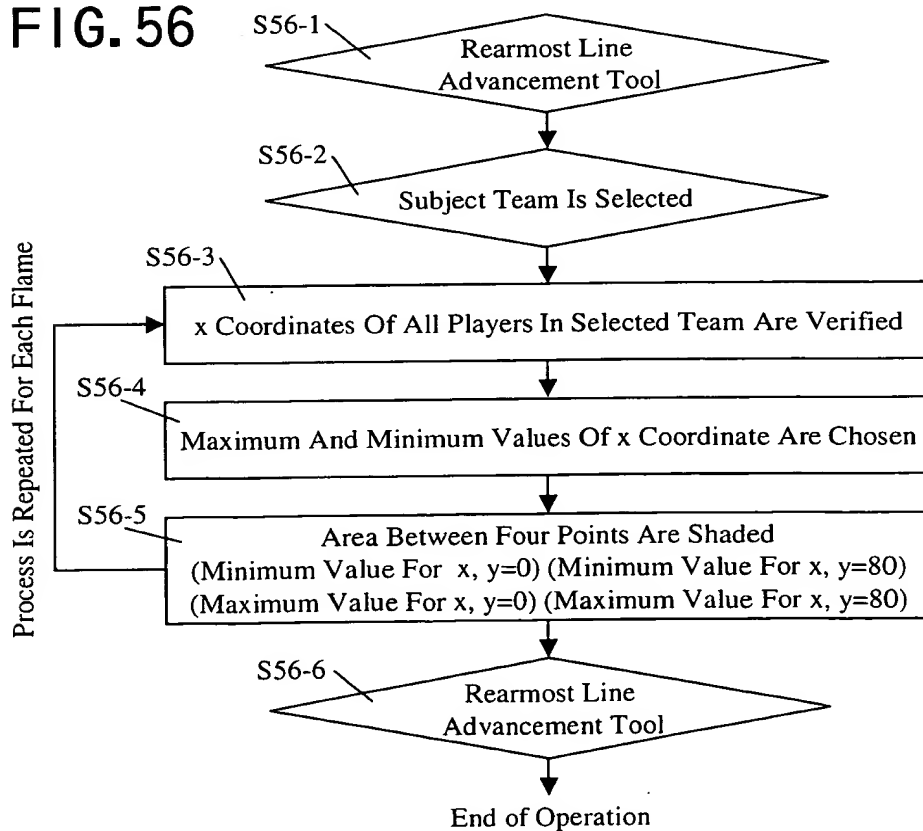 FIG. 56
S56-1
Rearmost Line
Advancement Tool
S56-2
Subject Team Is Selected
Process Is Repeated For Each Flame
S56-3
x Coordinates Of All Players In Selected Team Are Verified
S56-4
Maximum And Minimum Values Of x Coordinate Are Chosen
S56-5
Area Between Four Points Are Shaded
(Minimum Value For x, y=0) (Minimum Value For x, y=80)
(Maximum Value For x, y=0) (Maximum Value For x, y=80)
S56-6
Rearmost Line
Advancement Tool
End of Operation